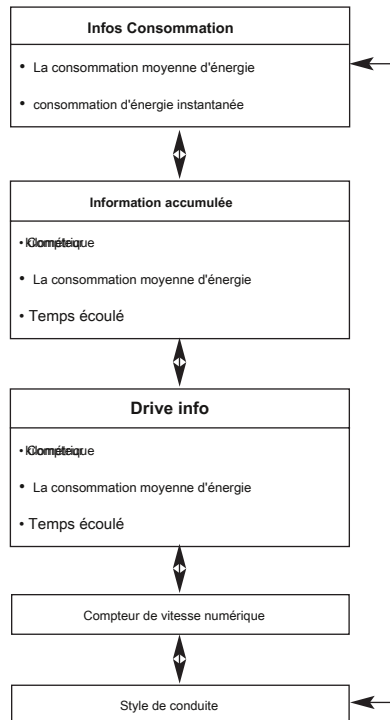 Infos Consommation
• La consommation moyenne d'énergie
• consommation d'énergie instantanée
Information accumulée
•
• La consommation moyenne d'énergie
• Temps écoulé
Drive info
•
• La consommation moyenne d'énergie
• Temps écoulé
Compteur de vitesse numérique
Style de conduite